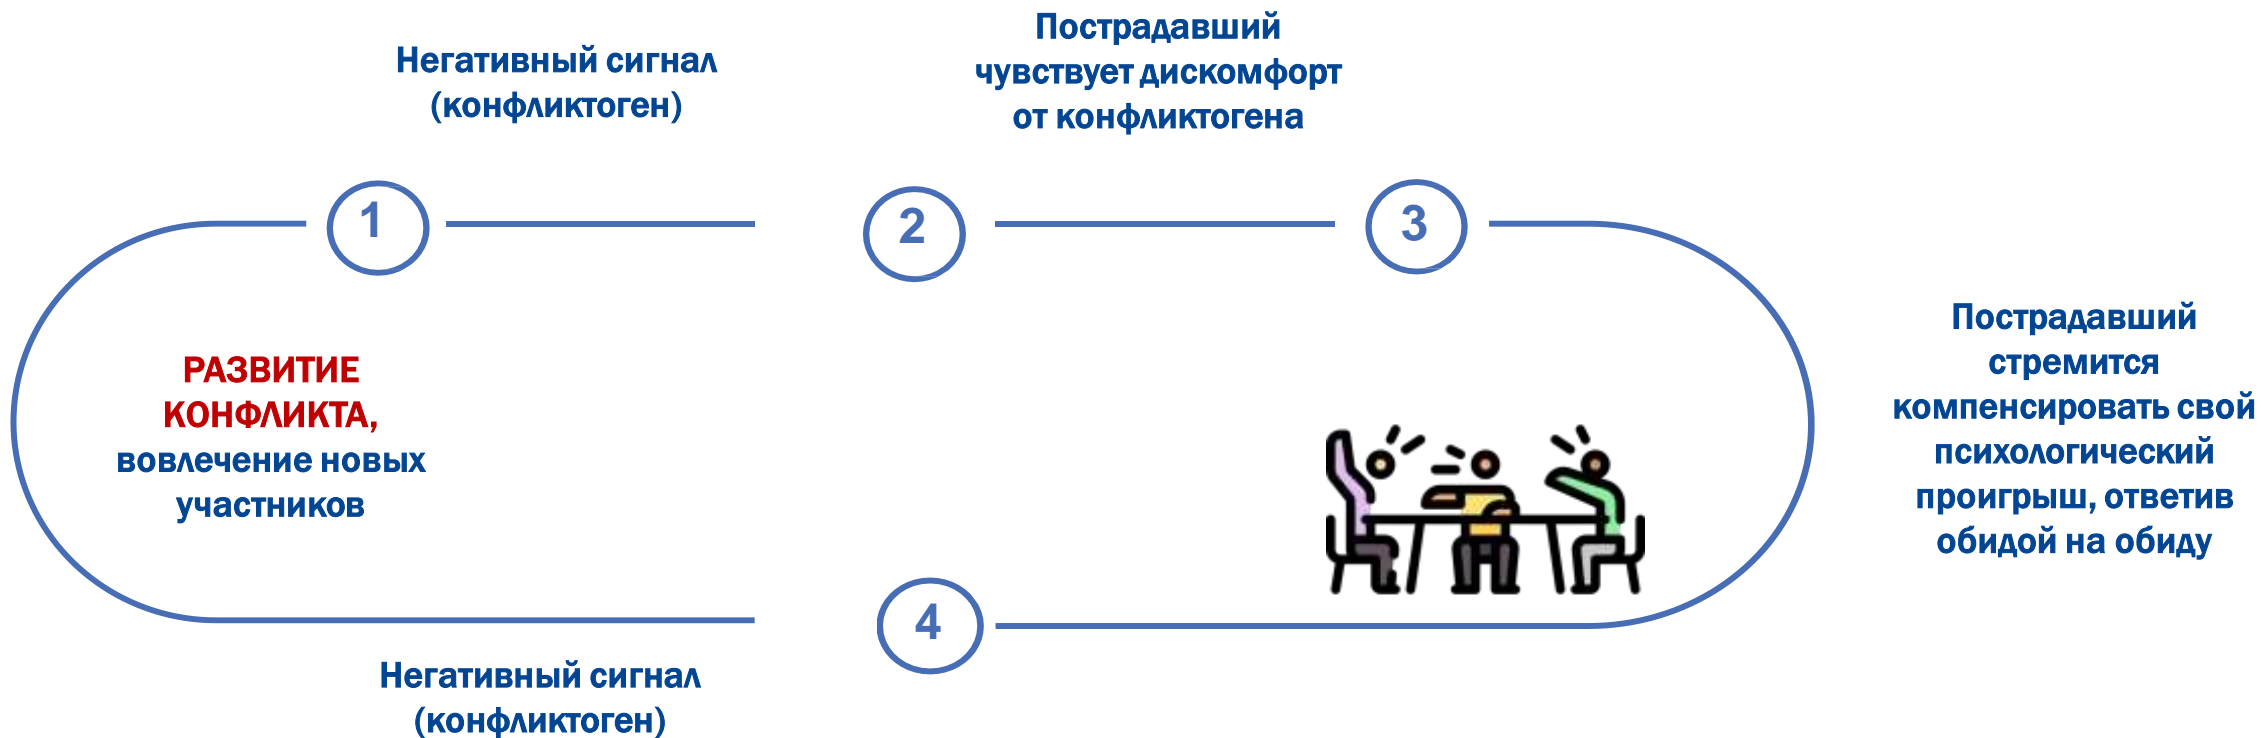 Негативный сигнал
(конфликтоген)
Пострадавший
чувствует дискомфорт
от конфликтогена
1
2
3
Пострадавший
стремится
компенсировать свой
психологический
проигрыш, ответив
обидой на обиду
РАЗВИТИЕ
КОНФЛИКТА,
вовлечение новых
участников
4
Негативный сигнал
(конфликтоген)